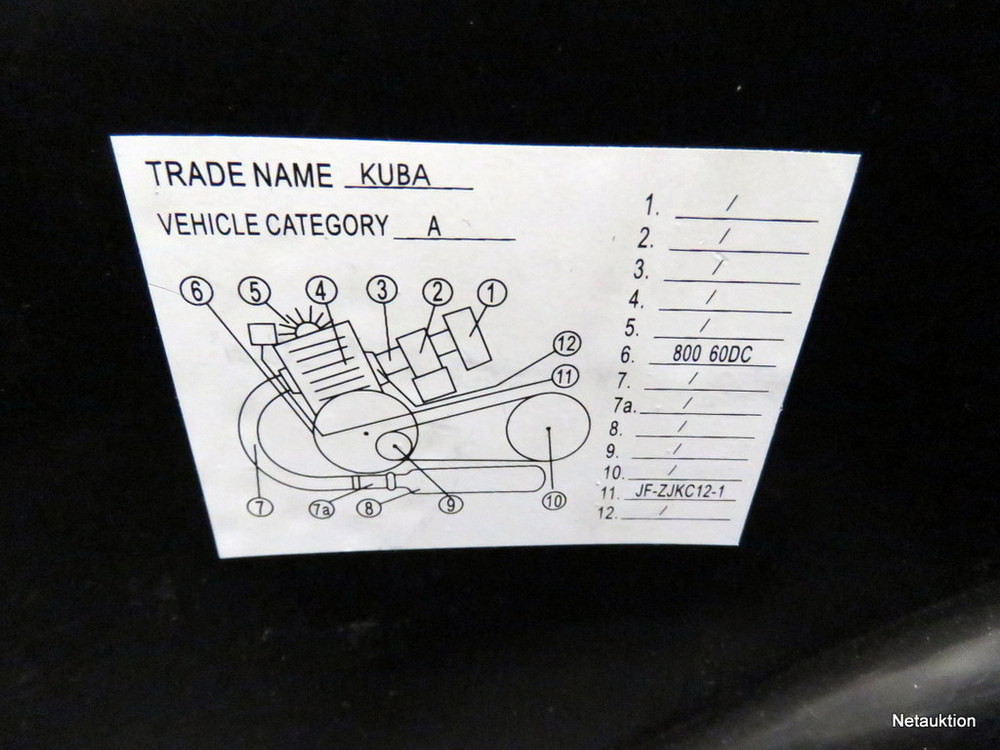 TRADE NAME KUBA
VEHICLE CATEGORY A
6 5 4 3 2 1
12
11
7 7a 8 9 10
1. /
2. /
3. /
4. /
5. /
6. 800 60DC
7. /
7a. /
8. /
9. /
10. /
11. JF-ZJKC12-1
12. /
Netauktion